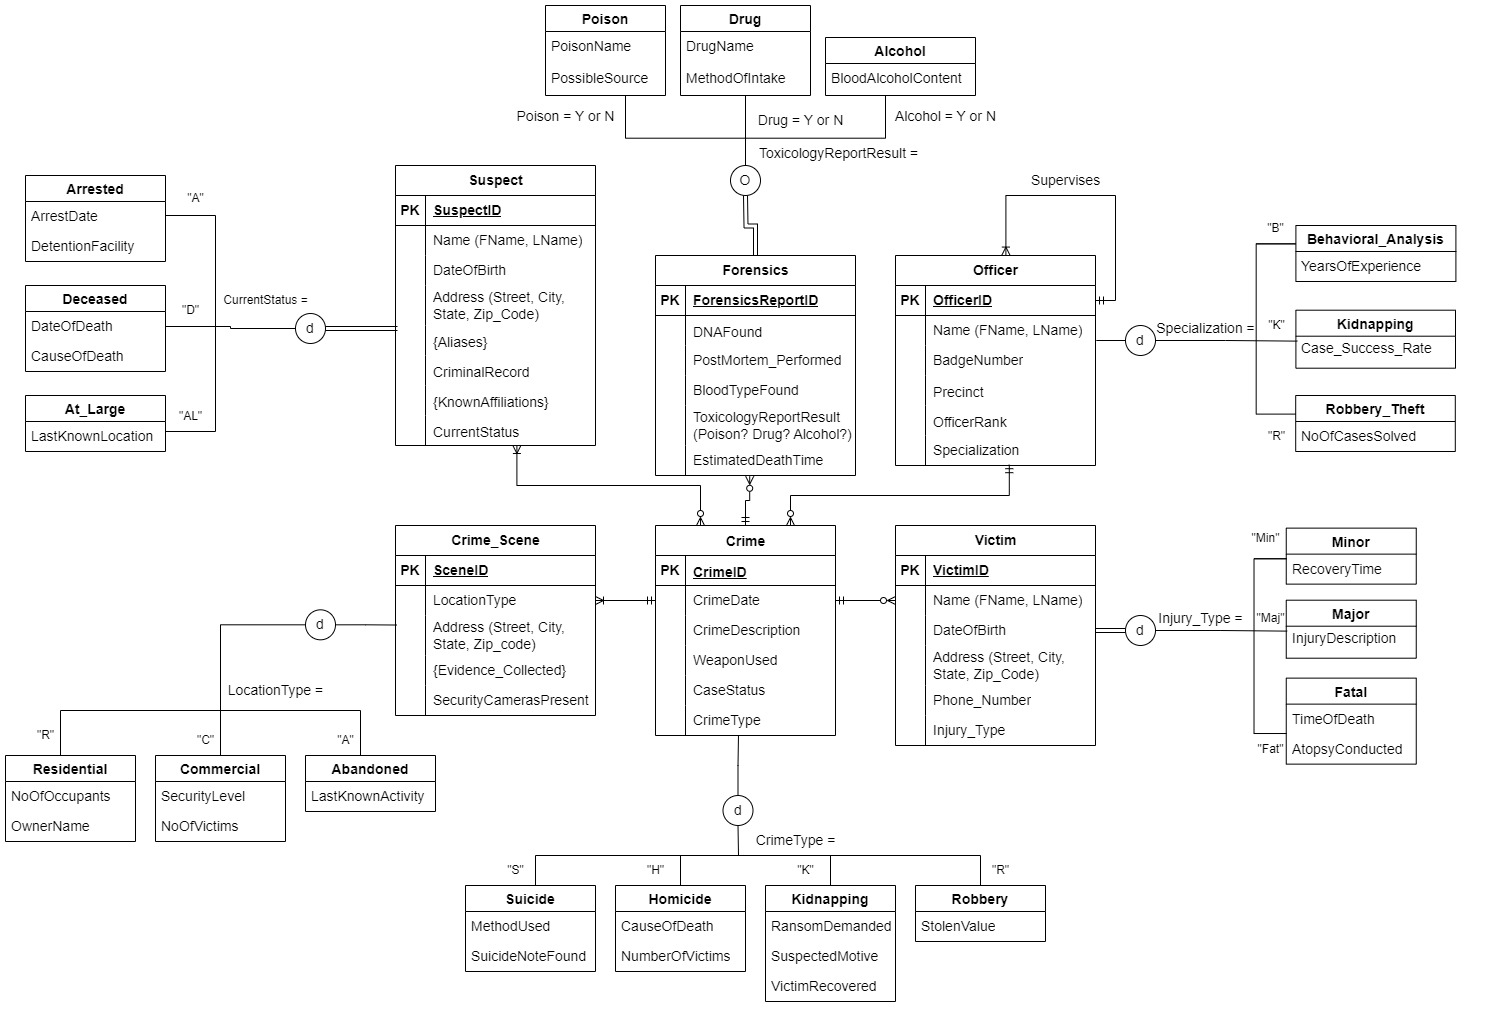 Poison
PoisonName
PossibleSource
Drug
DrugName
MethodOfIntake
Alcohol
BloodAlcoholContent
Poison = Y or N
Drug = Y or N
Alcohol = Y or N
ToxicologyReportResult =
O
Arrested
ArrestDate
DetentionFacility
"A"
Deceased
DateOfDeath
CauseOfDeath
"D"
At_Large
LastKnownLocation
"AL"
CurrentStatus =
d
Suspect
PK SuspectID
Name (FName, LName)
DateOfBirth
Address (Street, City,
State, Zip_Code)
{Aliases}
CriminalRecord
{KnownAffiliations}
CurrentStatus
Forensics
PK ForensicsReportID
DNAFound
PostMortem_Performed
BloodTypeFound
ToxicologyReportResult
(Poison? Drug? Alcohol?)
EstimatedDeathTime
Supervises
Officer
PK OfficerID
Name (FName, LName)
BadgeNumber
Precinct
OfficerRank
Specialization
d
Specialization =
"B"
Behavioral_Analysis
YearsOfExperience
"K"
Kidnapping
Case_Success_Rate
Robbery_Theft
"R"
NoOfCasesSolved
Crime_Scene
PK SceneID
LocationType
Address (Street, City,
State, Zip_code)
{Evidence_Collected}
SecurityCamerasPresent
d
LocationType =
"R"
"C"
"A"
Residential
NoOfOccupants
OwnerName
Commercial
SecurityLevel
NoOfVictims
Abandoned
LastKnownActivity
Crime
PK CrimeID
CrimeDate
CrimeDescription
WeaponUsed
CaseStatus
CrimeType
Victim
PK VictimID
Name (FName, LName)
DateOfBirth
Address (Street, City,
State, Zip_Code)
Phone_Number
Injury_Type
d
Injury_Type =
"Min"
Minor
RecoveryTime
"Maj"
Major
InjuryDescription
Fatal
TimeOfDeath
"Fat"
AtopsyConducted
d
CrimeType =
"S"
"H"
"K"
"R"
Suicide
MethodUsed
SuicideNoteFound
Homicide
CauseOfDeath
NumberOfVictims
Kidnapping
RansomDemanded
SuspectedMotive
VictimRecovered
Robbery
StolenValue